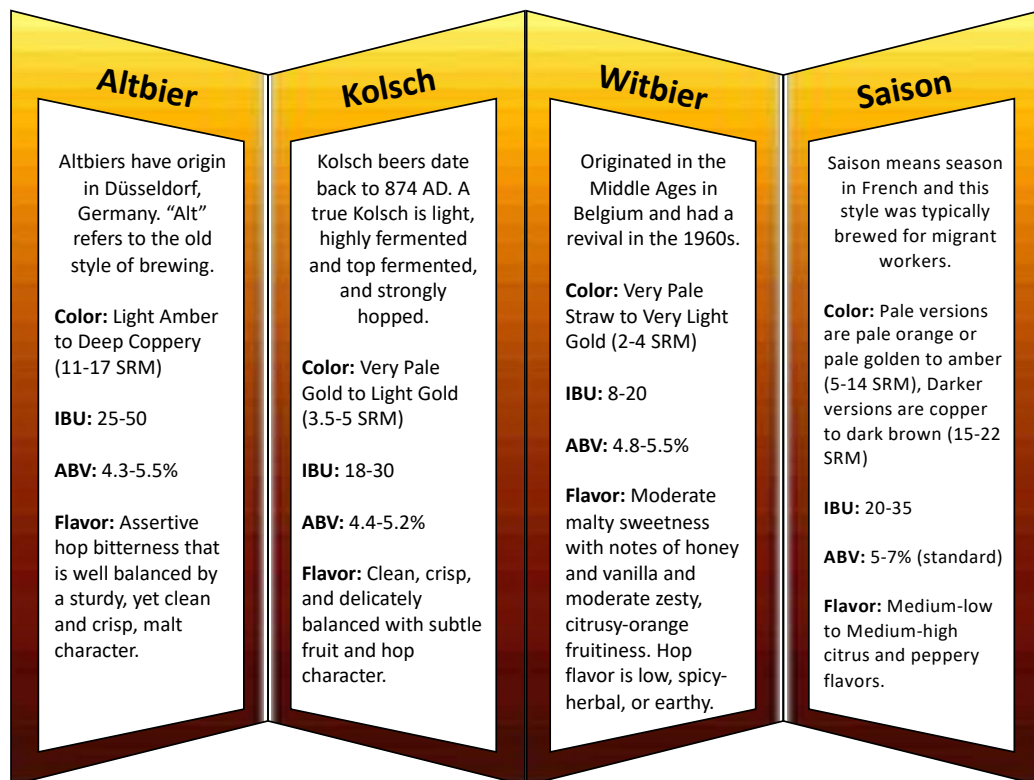 Altbier
Altbiers have origin
in Düsseldorf,
Germany. “Alt”
refers to the old
style of brewing.
Color: Light Amber
to Deep Coppery
(11-17 SRM)
IBU: 25-50
ABV: 4.3-5.5%
Flavor: Assertive
hop bitterness that
is well balanced by
a sturdy, yet clean
and crisp, malt
character.
Kolsch
Kolsch beers date
back to 874 AD. A
true Kolsch is light,
highly fermented
and top fermented,
and strongly
hopped.
Color: Very Pale
Gold to Light Gold
(3.5-5 SRM)
IBU: 18-30
ABV: 4.4-5.2%
Flavor: Clean, crisp,
and delicately
balanced with subtle
fruit and hop
character.
Witbier
Originated in the
Middle Ages in
Belgium and had a
revival in the 1960s.
Color: Very Pale
Straw to Very Light
Gold (2-4 SRM)
IBU: 8-20
ABV: 4.8-5.5%
Flavor: Moderate
malty sweetness
with notes of honey
and vanilla and
moderate zesty,
citrusy-orange
fruitiness. Hop
flavor is low, spicy-
herbal, or earthy.
Saison
Saison means season
in French and this
style was typically
brewed for migrant
workers.
Color: Pale versions
are pale orange or
pale golden to amber
(5-14 SRM), Darker
versions are copper
to dark brown (15-22
SRM)
IBU: 20-35
ABV: 5-7% (standard)
Flavor: Medium-low
to Medium-high
citrus and peppery
flavors.